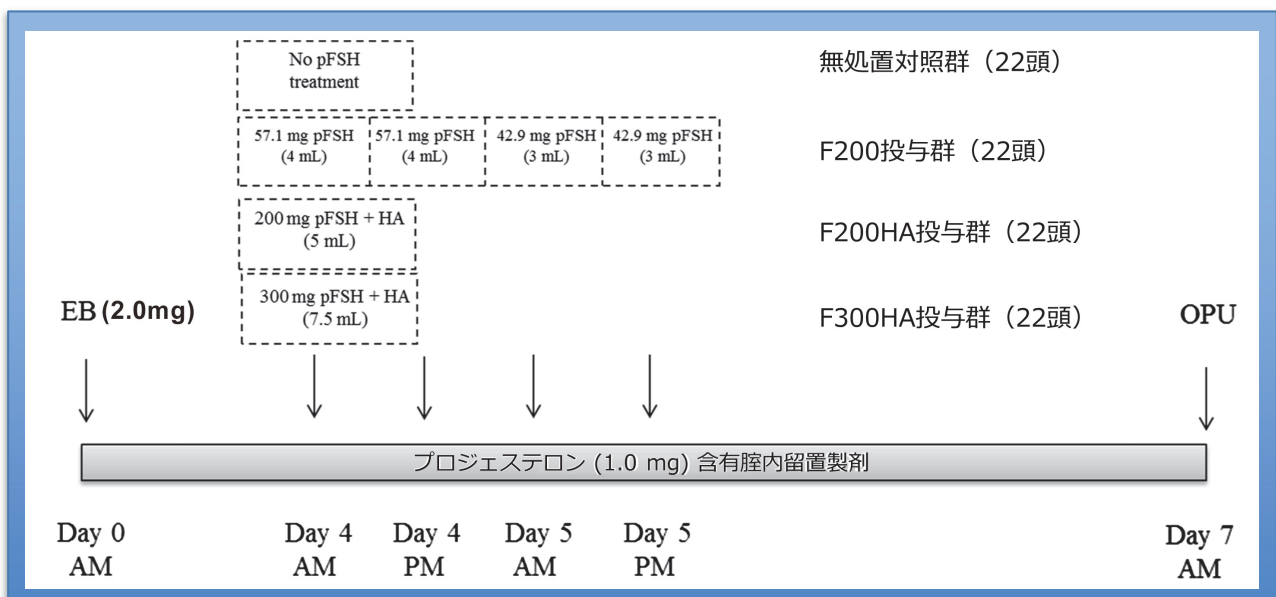 No pFSH
treatment
無処置対照群（22頭）
57.1 mg pFSH
(4 mL)
57.1 mg pFSH
(4 mL)
42.9 mg pFSH
(3 mL)
42.9 mg pFSH
(3 mL)
F200投与群（22頭）
200 mg pFSH + HA
(5 mL)
F200HA投与群（22頭）
300 mg pFSH + HA
(7.5 mL)
F300HA投与群（22頭）
EB (2.0mg)
OPU
プロジェステロン (1.0 mg) 含有腟内留置製剤
Day 0
AM
Day 4
AM
Day 4
PM
Day 5
AM
Day 5
PM
Day 7
AM